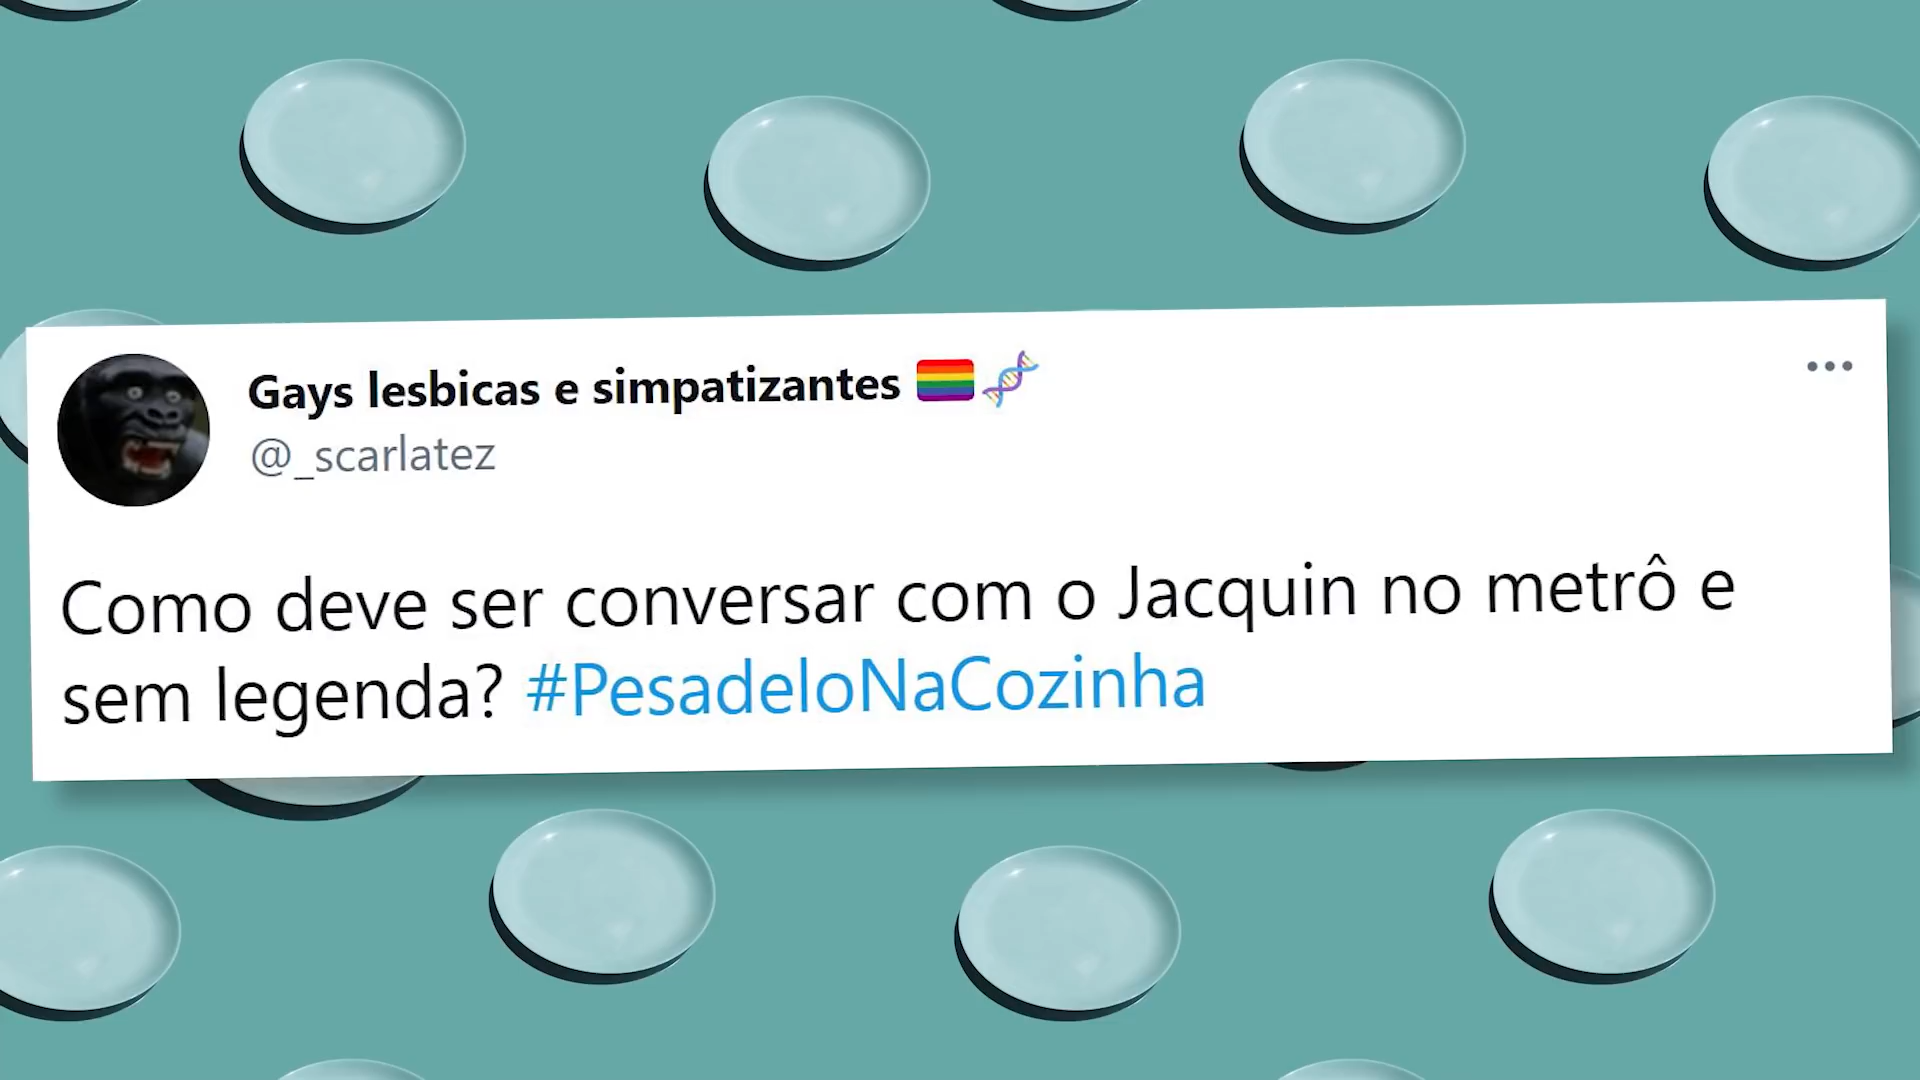 Gays lesbicas e simpatizantes 🏳️‍🌈🧬
@_scarlatez
Como deve ser conversar com o Jacquin no metrô e
sem legenda? #PesadeloNaCozinha